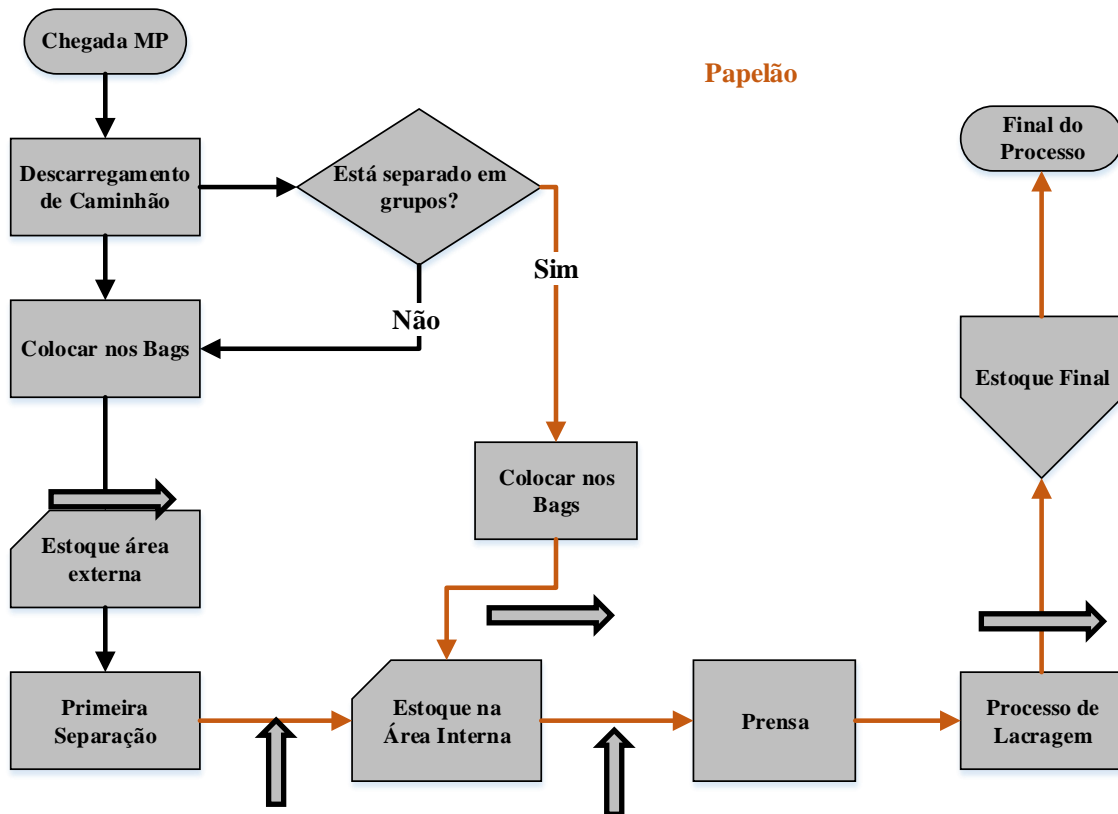 Chegada MP
Papelão
Final do
Processo
Descarregamento
de Caminhão
Está separado em
grupos?
Sim
Não
Colocar nos Bags
Estoque Final
Colocar nos
Bags
Estoque área
externa
Primeira
Separação
Estoque na
Área Interna
Prensa
Processo de
Lacragem